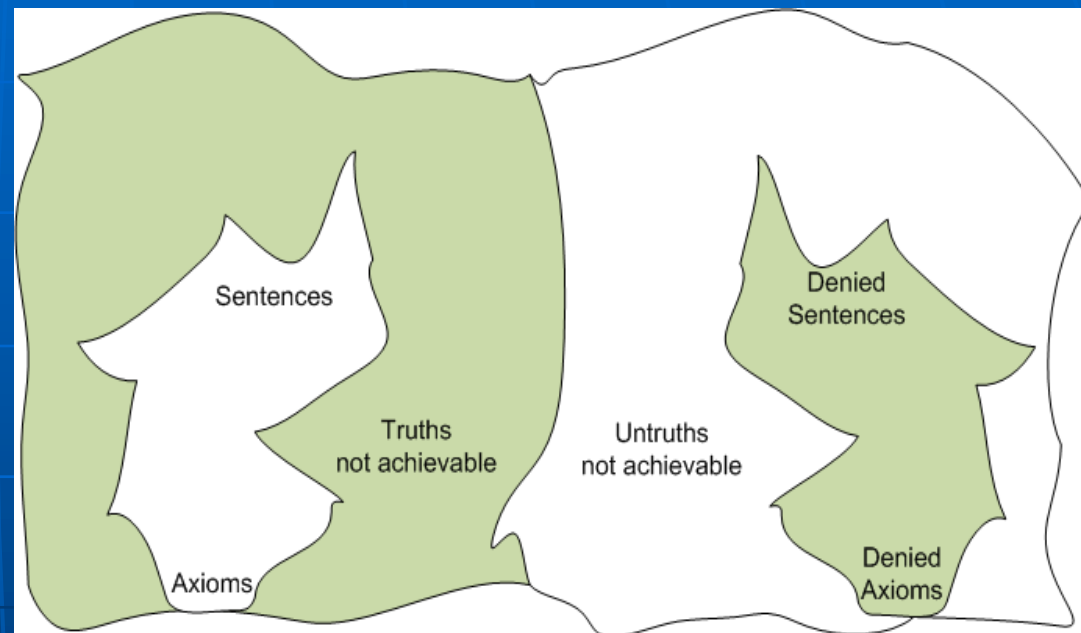 Sentences
Denied
Sentences
Truths
not achievable
Untruths
not achievable
Axioms
Denied
Axioms